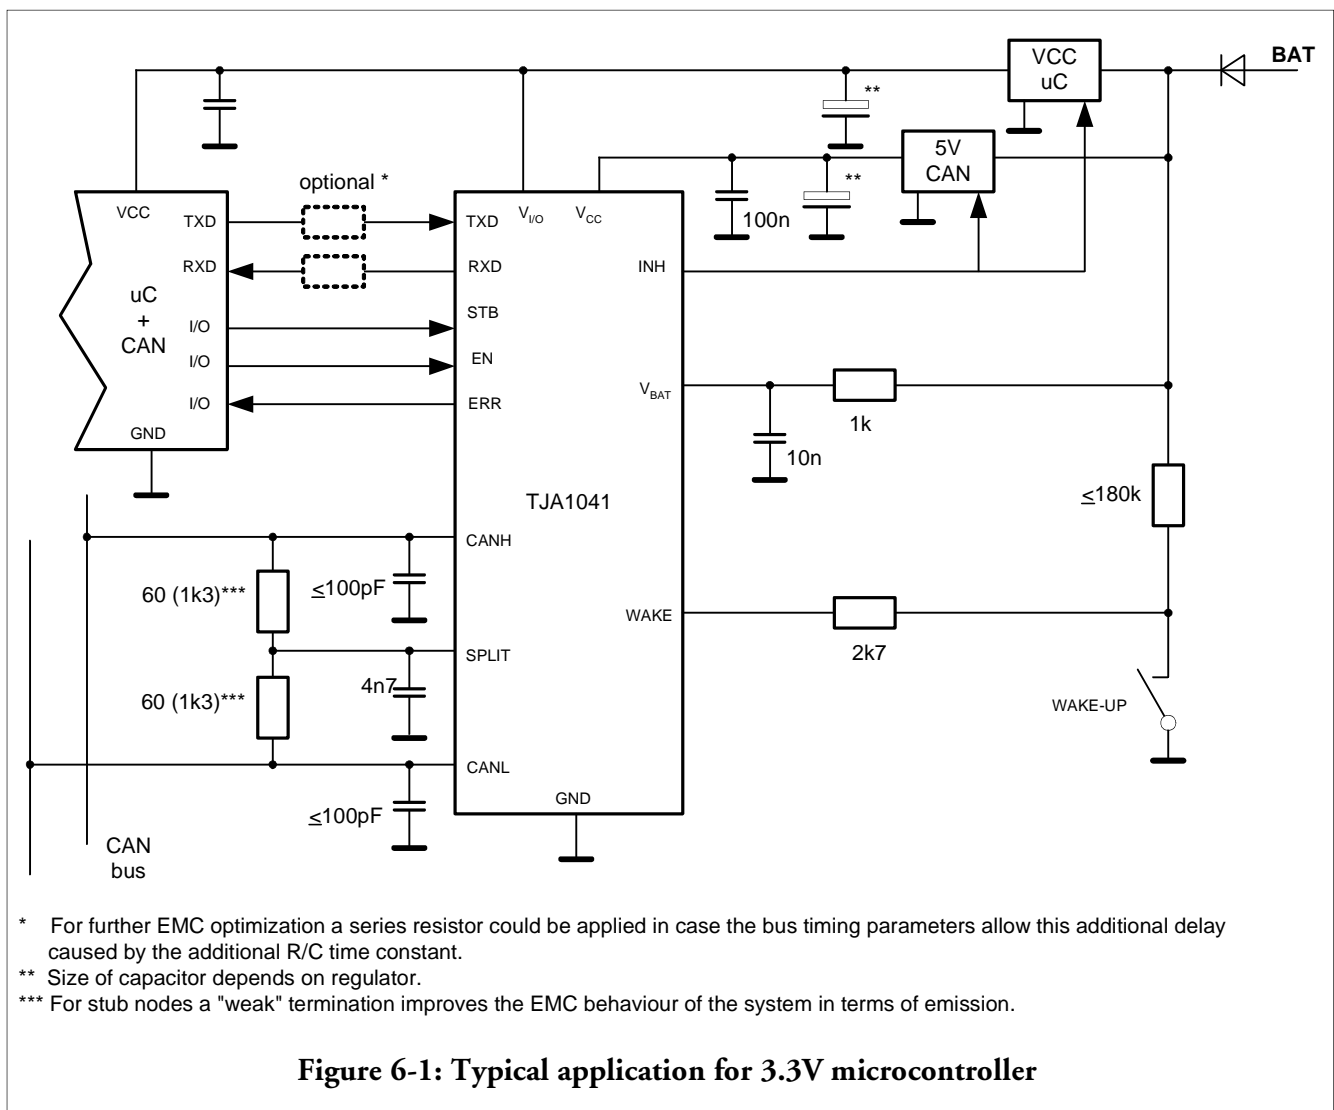 BAT
VCC
uC
**
5V
CAN
**
100n
optional *
VCC
TXD
RXD
uC
+
CAN
I/O
I/O
I/O
GND
TXD
RXD
STB
EN
ERR
VI/O
VCC
INH
VBAT
1k
10n
TJA1041
≤180k
CANH
60 (1k3)***
≤100pF
WAKE
2k7
SPLIT
4n7
60 (1k3)***
WAKE-UP
CANL
≤100pF
GND
CAN
bus
* For further EMC optimization a series resistor could be applied in case the bus timing parameters allow this additional delay
caused by the additional R/C time constant.
** Size of capacitor depends on regulator.
*** For stub nodes a "weak" termination improves the EMC behaviour of the system in terms of emission.
Figure 6-1: Typical application for 3.3V microcontroller